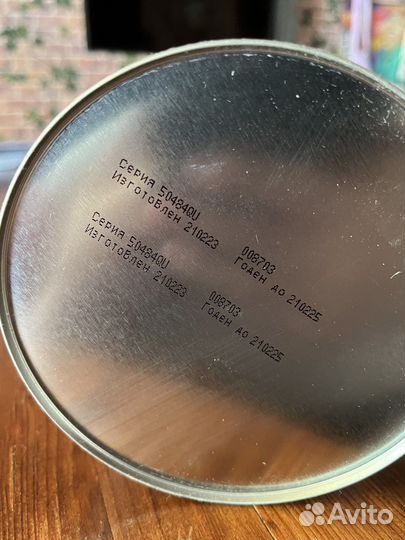 Серия 504840U
Изготовлен 210223
008703
Годен до 210225
Серия 504840U
Изготовлен 210223
008703
Годен до 210225
Avito